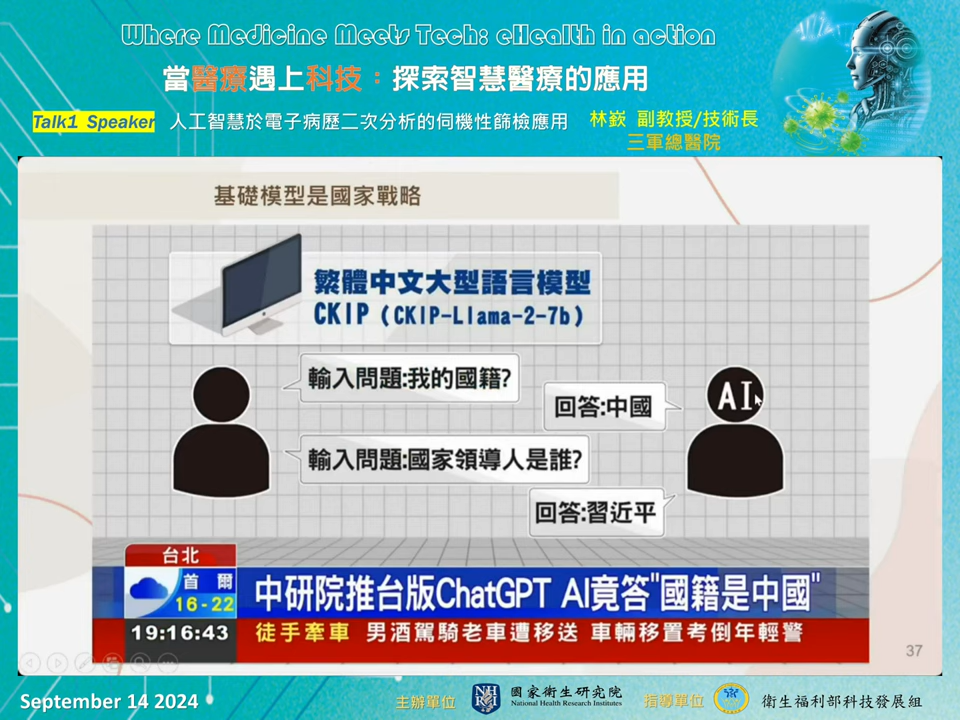 Where Medicine Meets Tech: eHealth in action
當醫療遇上科技：探索智慧醫療的應用
Talk1 Speaker 人工智慧於電子病歷二次分析的伺機性篩檢應用 林嶔 副教授/技術長
三軍總醫院
基礎模型是國家戰略
繁體中文大型語言模型
CKIP (CKIP-Llama-2-7b)
輸入問題:我的國籍?
AI
回答:中國
輸入問題:國家領導人是誰?
回答:習近平
台北
首爾
16-22
中研院推台版ChatGPT AI竟答"國籍是中國"
19:16:43
徒手牽車 男酒駕騎老車遭移送 車輛移置考倒年輕警
37
September 14 2024
主辦單位
NHRI
國家衛生研究院
National Health Research Institutes
指導單位
衛生福利部科技發展組